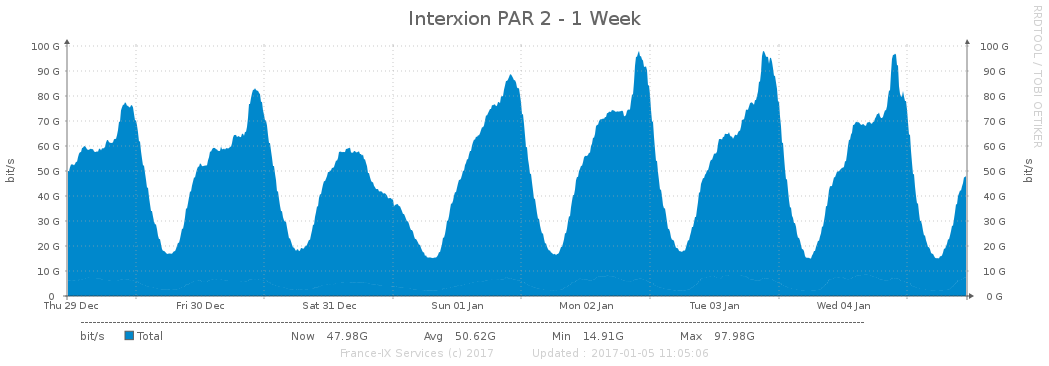 Interxion PAR 2 - 1 Week
RRDTOOL / TOBI OETIKER
bit/s
100 G 100 G
90 G 90 G
80 G 80 G
70 G 70 G
60 G 60 G
50 G 50 G
40 G 40 G
30 G 30 G
20 G 20 G
10 G 10 G
0 0 G
bit/s
Thu 29 Dec Fri 30 Dec Sat 31 Dec Sun 01 Jan Mon 02 Jan Tue 03 Jan Wed 04 Jan
bit/s Total Now 47.98G Avg 50.62G Min 14.91G Max 97.98G
France-IX Services (c) 2017 Updated : 2017-01-05 11:05:06